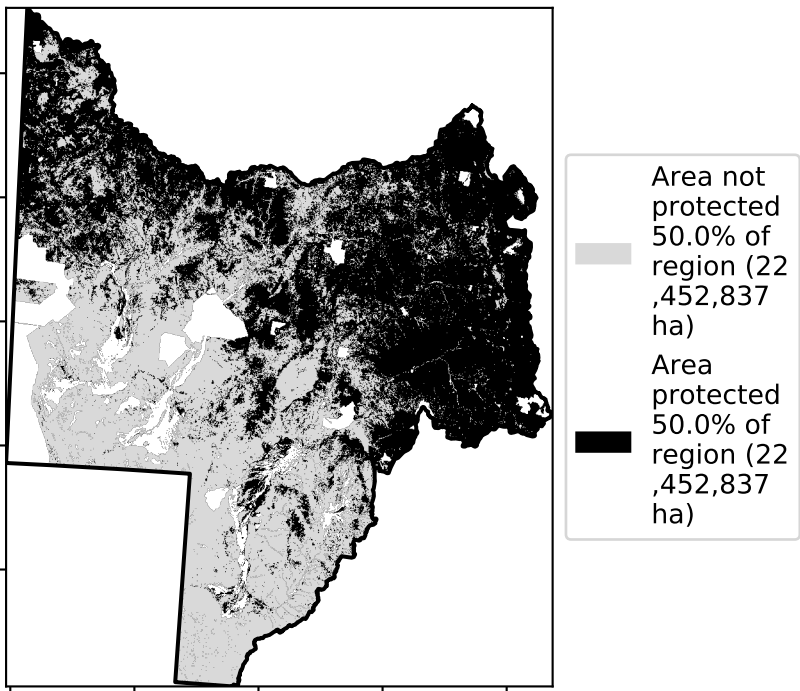 Area not
protected
50.0% of
region (22
,452,837
ha)
Area
protected
50.0% of
region (22
,452,837
ha)